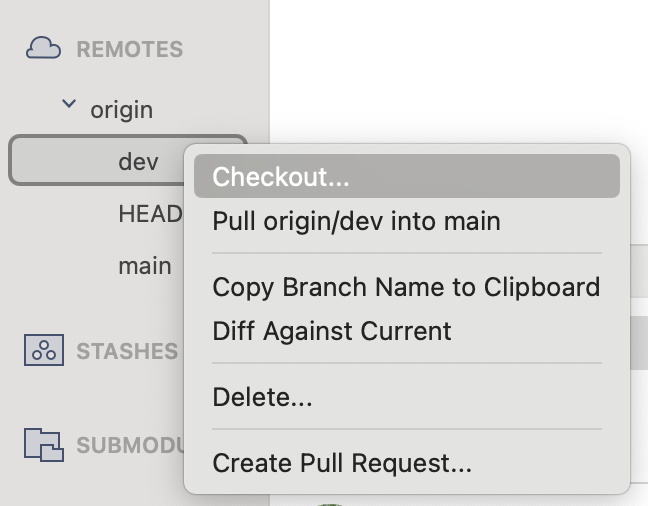 REMOTES
origin
dev
HEAD
main
STASHES
Checkout...
Pull origin/dev into main
Copy Branch Name to Clipboard
Diff Against Current
Delete...
Create Pull Request...